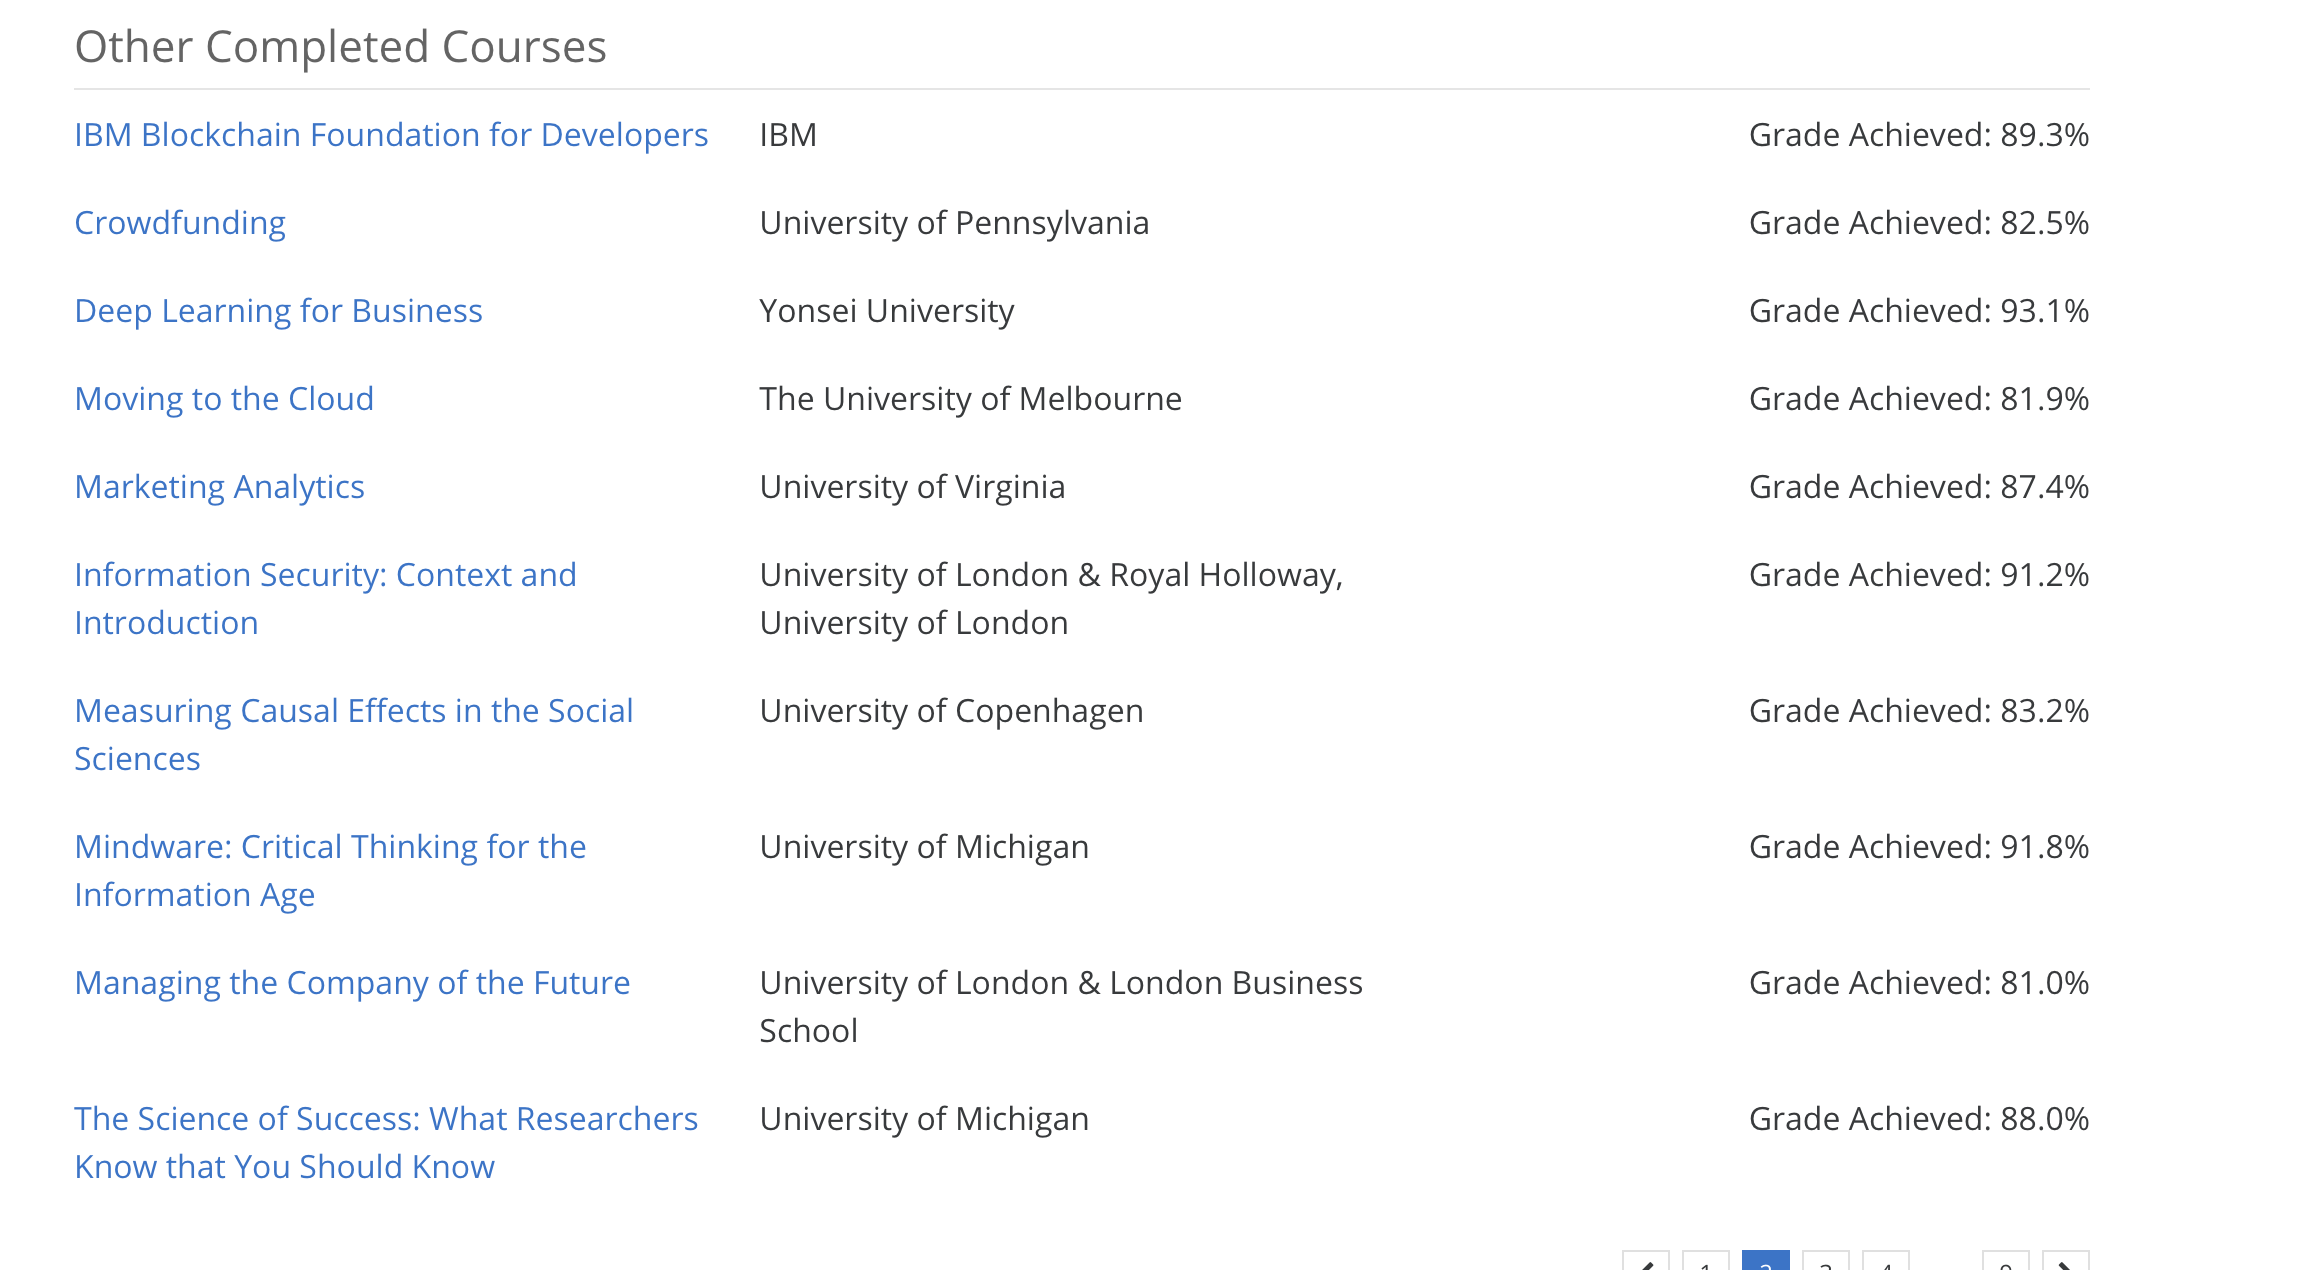 Other Completed Courses
IBM Blockchain Foundation for Developers IBM Grade Achieved: 89.3%
Crowdfunding University of Pennsylvania Grade Achieved: 82.5%
Deep Learning for Business Yonsei University Grade Achieved: 93.1%
Moving to the Cloud The University of Melbourne Grade Achieved: 81.9%
Marketing Analytics University of Virginia Grade Achieved: 87.4%
Information Security: Context and University of London & Royal Holloway, Grade Achieved: 91.2%
Introduction University of London
Measuring Causal Effects in the Social University of Copenhagen Grade Achieved: 83.2%
Sciences
Mindware: Critical Thinking for the University of Michigan Grade Achieved: 91.8%
Information Age
Managing the Company of the Future University of London & London Business Grade Achieved: 81.0%
School
The Science of Success: What Researchers University of Michigan Grade Achieved: 88.0%
Know that You Should Know
1 2 3 4